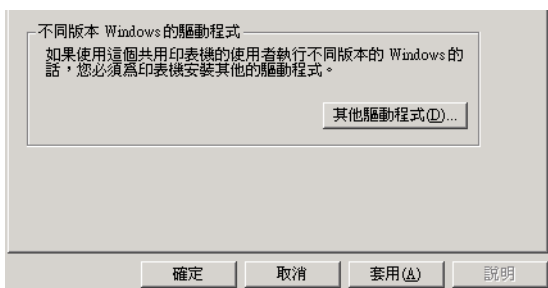 不同版本 Windows 的驅動程式
如果使用這個共用印表機的使用者執行不同版本的 Windows 的
話，您必須爲印表機安裝其他的驅動程式。
其他驅動程式(D)...
確定 取消 套用(A) 説明